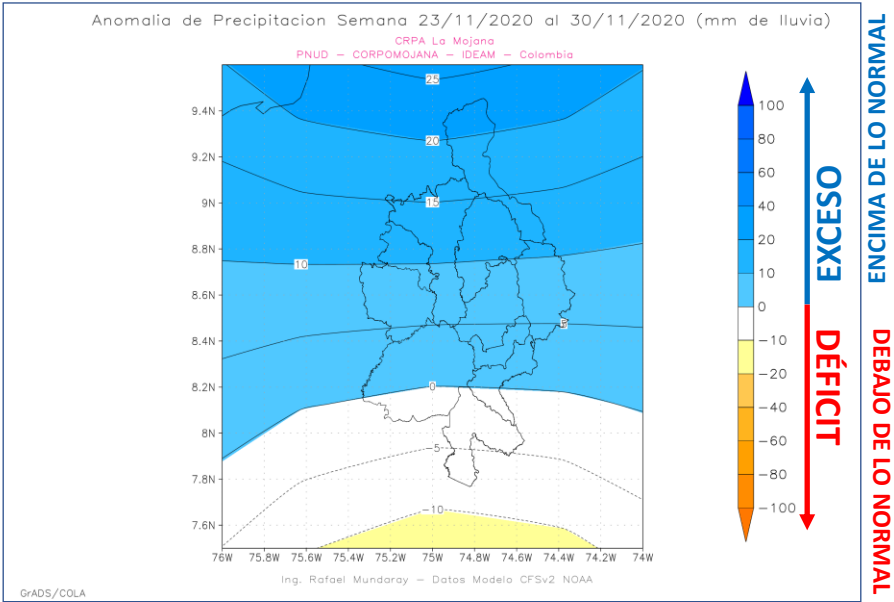 Anomalia de Precipitacion Semana 23/11/2020 al 30/11/2020 (mm de lluvia)
CRPA La Mojana
PNUD – CORPOMOJANA – IDEAM – Colombia
25
20
15
10
5
0
−5
−10
9.4N
9.2N
9N
8.8N
8.6N
8.4N
8.2N
8N
7.8N
7.6N
76W 75.8W 75.6W 75.4W 75.2W 75W 74.8W 74.6W 74.4W 74.2W 74W
100
80
60
40
20
10
0
−10
−20
−40
−60
−80
−100
EXCESO
DÉFICIT
ENCIMA DE LO NORMAL
DEBAJO DE LO NORMAL
Ing. Rafael Mundaray – Datos Modelo CFSv2 NOAA
GrADS/COLA